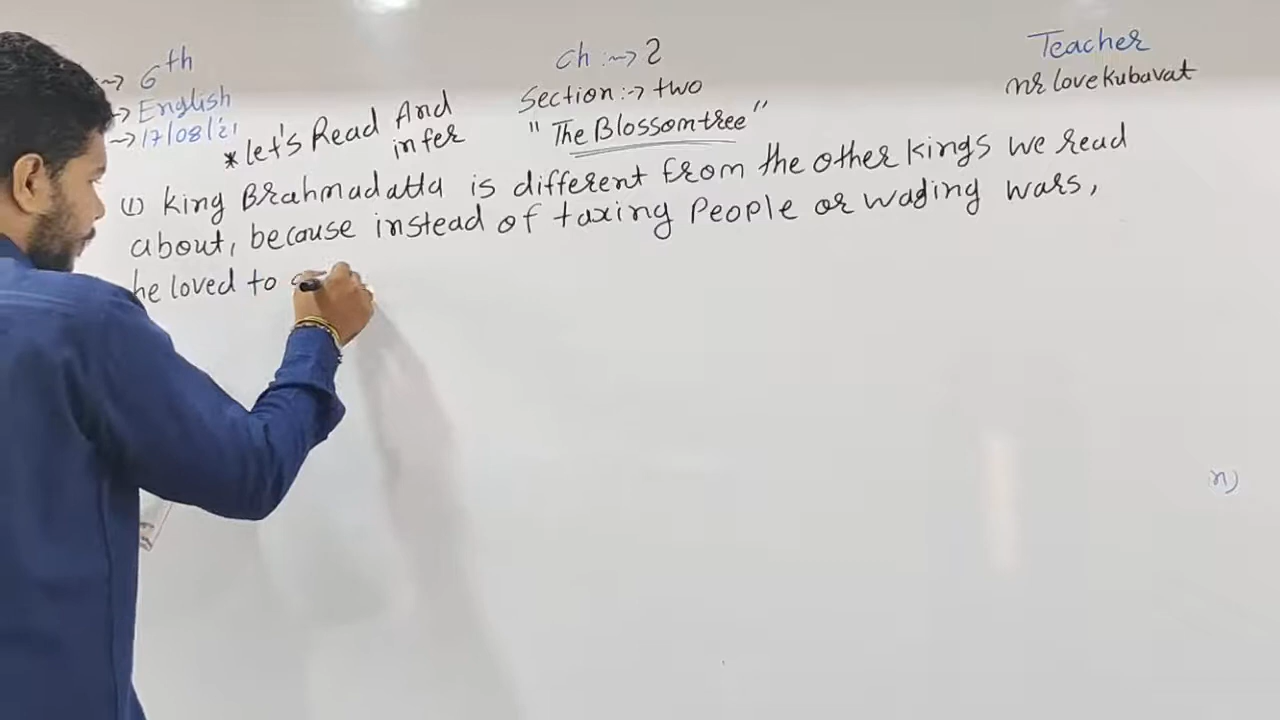 6th
English
17/08/21
*Let's Read And
infer
Ch :~> 2
Section :-> two
"The Blossom tree"
Teacher
mr love kubavat
(1) King Brahmadatta is different from the other kings we read
about, because instead of taxing People or wading wars,
he loved to